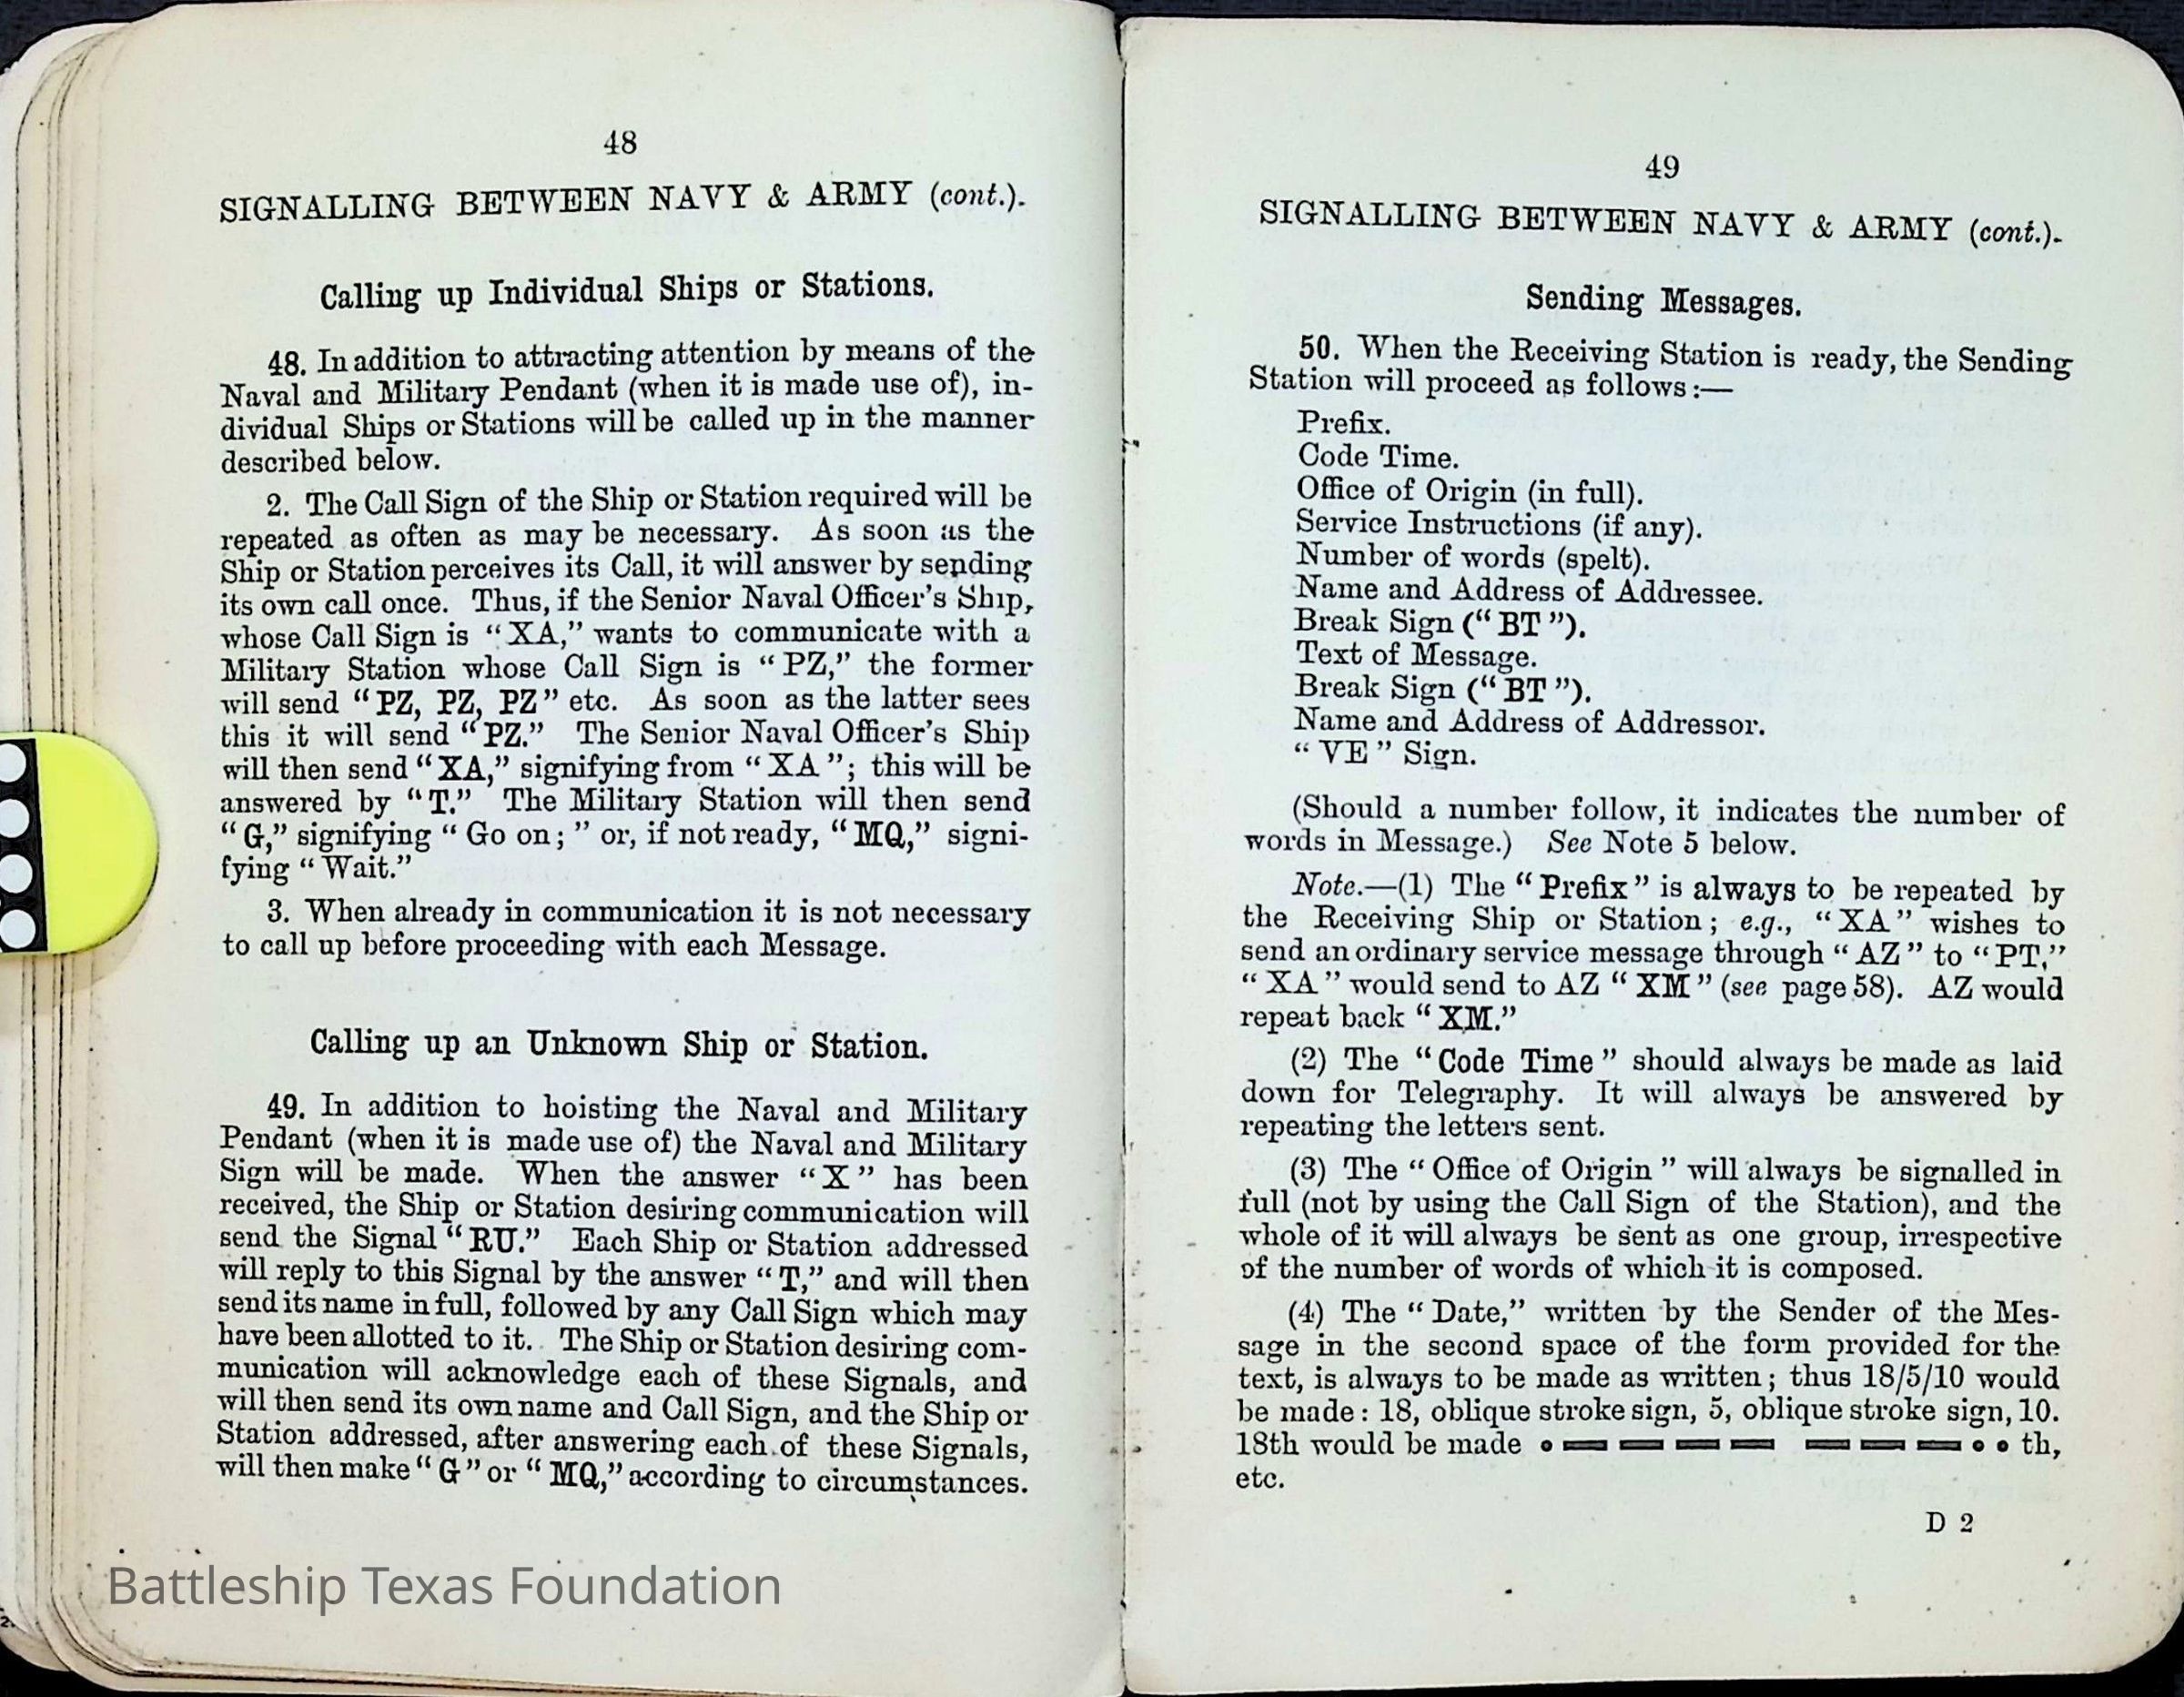 48
SIGNALLING BETWEEN NAVY & ARMY (cont.).
Calling up Individual Ships or Stations.
48. In addition to attracting attention by means of the
Naval and Military Pendant (when it is made use of), in-
dividual Ships or Stations will be called up in the manner
described below.
2. The Call Sign of the Ship or Station required will be
repeated as often as may be necessary. As soon as the
Ship or Station perceives its Call, it will answer by sending
its own call once. Thus, if the Senior Naval Officer's Ship,
whose Call Sign is “XA,” wants to communicate with a
Military Station whose Call Sign is “PZ,” the former
will send “PZ, PZ, PZ” etc. As soon as the latter sees
this it will send “PZ.” The Senior Naval Officer's Ship
will then send “XA,” signifying from “XA”; this will be
answered by “T.” The Military Station will then send
“G,” signifying “Go on;” or, if not ready, “MQ,” signi-
fying “Wait.”
3. When already in communication it is not necessary
to call up before proceeding with each Message.
Calling up an Unknown Ship or Station.
49. In addition to hoisting the Naval and Military
Pendant (when it is made use of) the Naval and Military
Sign will be made. When the answer “X” has been
received, the Ship or Station desiring communication will
send the Signal “RU.” Each Ship or Station addressed
will reply to this Signal by the answer “T,” and will then
send its name in full, followed by any Call Sign which may
have been allotted to it. The Ship or Station desiring com-
munication will acknowledge each of these Signals, and
will then send its own name and Call Sign, and the Ship or
Station addressed, after answering each of these Signals,
will then make “G” or “MQ,” according to circumstances.
49
SIGNALLING BETWEEN NAVY & ARMY (cont.).
Sending Messages.
50. When the Receiving Station is ready, the Sending
Station will proceed as follows:—
Prefix.
Code Time.
Office of Origin (in full).
Service Instructions (if any).
Number of words (spelt).
Name and Address of Addressee.
Break Sign (“BT”).
Text of Message.
Break Sign (“BT”).
Name and Address of Addressor.
“VE” Sign.
(Should a number follow, it indicates the number of
words in Message.) See Note 5 below.
Note.—(1) The “Prefix” is always to be repeated by
the Receiving Ship or Station; e.g., “XA” wishes to
send an ordinary service message through “AZ” to “PT,”
“XA” would send to AZ “XM” (see page 58). AZ would
repeat back “XM.”
(2) The “Code Time” should always be made as laid
down for Telegraphy. It will always be answered by
repeating the letters sent.
(3) The “Office of Origin” will always be signalled in
full (not by using the Call Sign of the Station), and the
whole of it will always be sent as one group, irrespective
of the number of words of which it is composed.
(4) The “Date,” written by the Sender of the Mes-
sage in the second space of the form provided for the
text, is always to be made as written; thus 18/5/10 would
be made: 18, oblique stroke sign, 5, oblique stroke sign, 10.
18th would be made • — — — — — — — • • th,
etc.
D 2
Battleship Texas Foundation